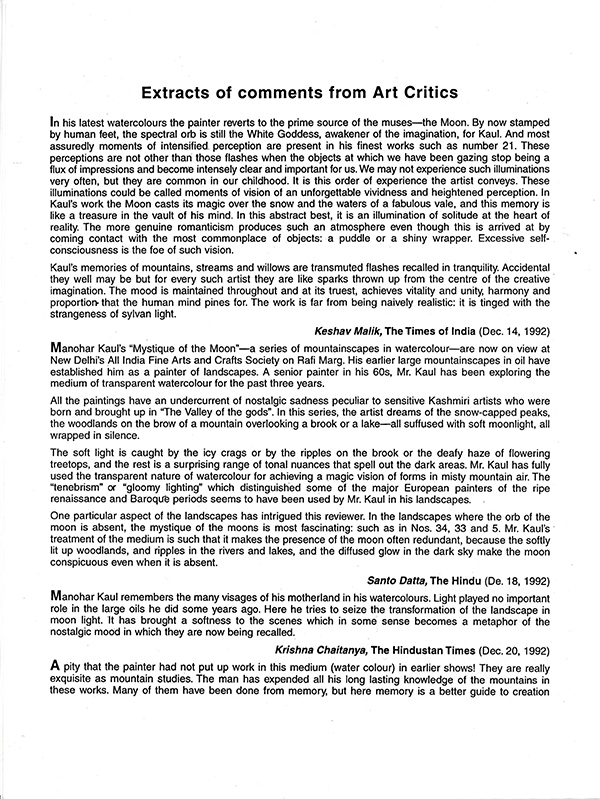 Extracts of comments from Art Critics
In his latest watercolours the painter reverts to the prime source of the muses—the Moon. By now stamped
by human feet, the spectral orb is still the White Goddess, awakener of the imagination, for Kaul. And most
assuredly moments of intensified perception are present in his finest works such as number 21. These
perceptions are not other than those flashes when the objects at which we have been gazing stop being a
flux of impressions and become intensely clear and important for us. We may not experience such illuminations
very often, but they are common in our childhood. It is this order of experience the artist conveys. These
illuminations could be called moments of vision of an unforgettable vividness and heightened perception. In
Kaul's work the Moon casts its magic over the snow and the waters of a fabulous vale, and this memory is
like a treasure in the vault of his mind. In this abstract best, it is an illumination of solitude at the heart of
reality. The more genuine romanticism produces such an atmosphere even though this is arrived at by
coming contact with the most commonplace of objects: a puddle or a shiny wrapper. Excessive self-
consciousness is the foe of such vision.
Kaul's memories of mountains, streams and willows are transmuted flashes recalled in tranquility. Accidental
they well may be but for every such artist they are like sparks thrown up from the centre of the creative
imagination. The mood is maintained throughout and at its truest, achieves vitality and unity, harmony and
proportion that the human mind pines for. The work is far from being naively realistic: it is tinged with the
strangeness of sylvan light.
Keshav Malik, The Times of India (Dec. 14, 1992)
Manohar Kaul's “Mystique of the Moon”—a series of mountainscapes in watercolour—are now on view at
New Delhi's All India Fine Arts and Crafts Society on Rafi Marg. His earlier large mountainscapes in oil have
established him as a painter of landscapes. A senior painter in his 60s, Mr. Kaul has been exploring the
medium of transparent watercolour for the past three years.
All the paintings have an undercurrent of nostalgic sadness peculiar to sensitive Kashmiri artists who were
born and brought up in “The Valley of the gods”. In this series, the artist dreams of the snow-capped peaks,
the woodlands on the brow of a mountain overlooking a brook or a lake—all suffused with soft moonlight, all
wrapped in silence.
The soft light is caught by the icy crags or by the ripples on the brook or the deafy haze of flowering
treetops, and the rest is a surprising range of tonal nuances that spell out the dark areas. Mr. Kaul has fully
used the transparent nature of watercolour for achieving a magic vision of forms in misty mountain air. The
“tenebrism” or “gloomy lighting” which distinguished some of the major European painters of the ripe
renaissance and Baroque periods seems to have been used by Mr. Kaul in his landscapes.
One particular aspect of the landscapes has intrigued this reviewer. In the landscapes where the orb of the
moon is absent, the mystique of the moons is most fascinating: such as in Nos. 34, 33 and 5. Mr. Kaul's
treatment of the medium is such that it makes the presence of the moon often redundant, because the softly
lit up woodlands, and ripples in the rivers and lakes, and the diffused glow in the dark sky make the moon
conspicuous even when it is absent.
Santo Datta, The Hindu (De. 18, 1992)
Manohar Kaul remembers the many visages of his motherland in his watercolours. Light played no important
role in the large oils he did some years ago. Here he tries to seize the transformation of the landscape in
moon light. It has brought a softness to the scenes which in some sense becomes a metaphor of the
nostalgic mood in which they are now being recalled.
Krishna Chaitanya, The Hindustan Times (Dec. 20, 1992)
A pity that the painter had not put up work in this medium (water colour) in earlier shows! They are really
exquisite as mountain studies. The man has expended all his long lasting knowledge of the mountains in
these works. Many of them have been done from memory, but here memory is a better guide to creation